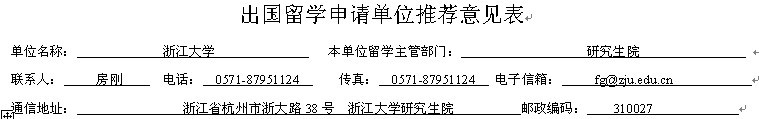 出国留学申请单位推荐意见表
单位名称： 浙江大学 本单位留学主管部门： 研究生院
联系人： 房刚 电话： 0571-87951124 传真： 0571-87951124 电子信箱： fg@zju.edu.cn
通信地址： 浙江省杭州市浙大路 38 号 浙江大学研究生院 邮政编码： 310027